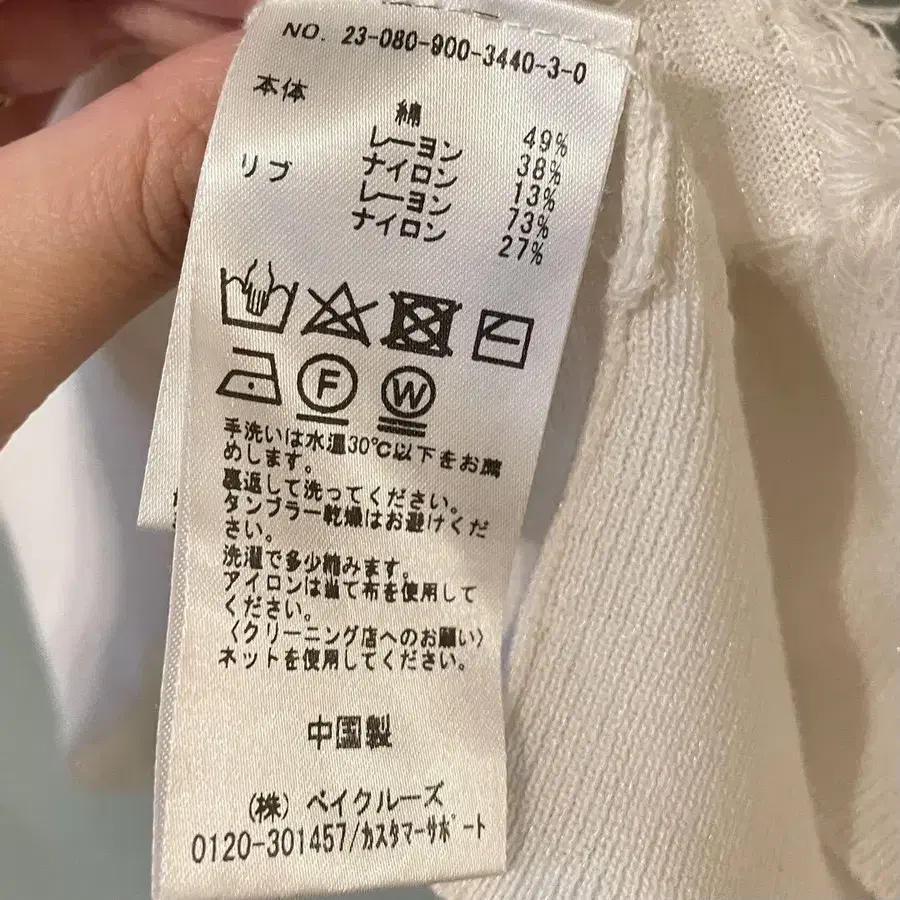 NO. 23-080-900-3440-3-0
本体 綿 49%
レーヨン 38%
ナイロン 13%
リブ レーヨン 73%
ナイロン 27%
F
W
手洗いは水温30℃以下をお薦
めします。
裏返して洗ってください。
タンブラー乾燥はお避けくだ
さい。
洗濯で多少縮みます。
アイロンは当て布を使用して
ください。
〈クリーニング店へのお願い〉
ネットを使用してください。
中国製
(株) ベイクルーズ
0120-301457/カスタマーサポート